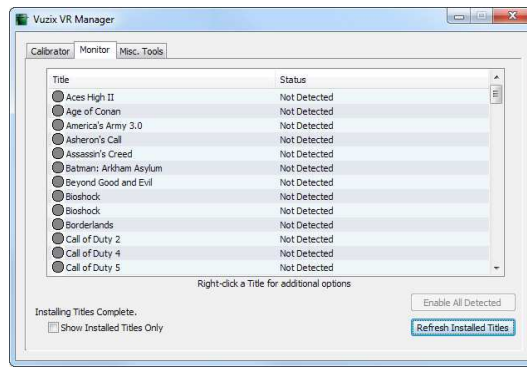 Vuzix VR Manager
Calibrator Monitor Misc. Tools
Title Status
Aces High II Not Detected
Age of Conan Not Detected
America's Army 3.0 Not Detected
Asheron's Call Not Detected
Assassin's Creed Not Detected
Batman: Arkham Asylum Not Detected
Beyond Good and Evil Not Detected
Bioshock Not Detected
Bioshock Not Detected
Borderlands Not Detected
Call of Duty 2 Not Detected
Call of Duty 4 Not Detected
Call of Duty 5 Not Detected
Right-click a Title for additional options
Enable All Detected
Installing Titles Complete.
Show Installed Titles Only
Refresh Installed Titles